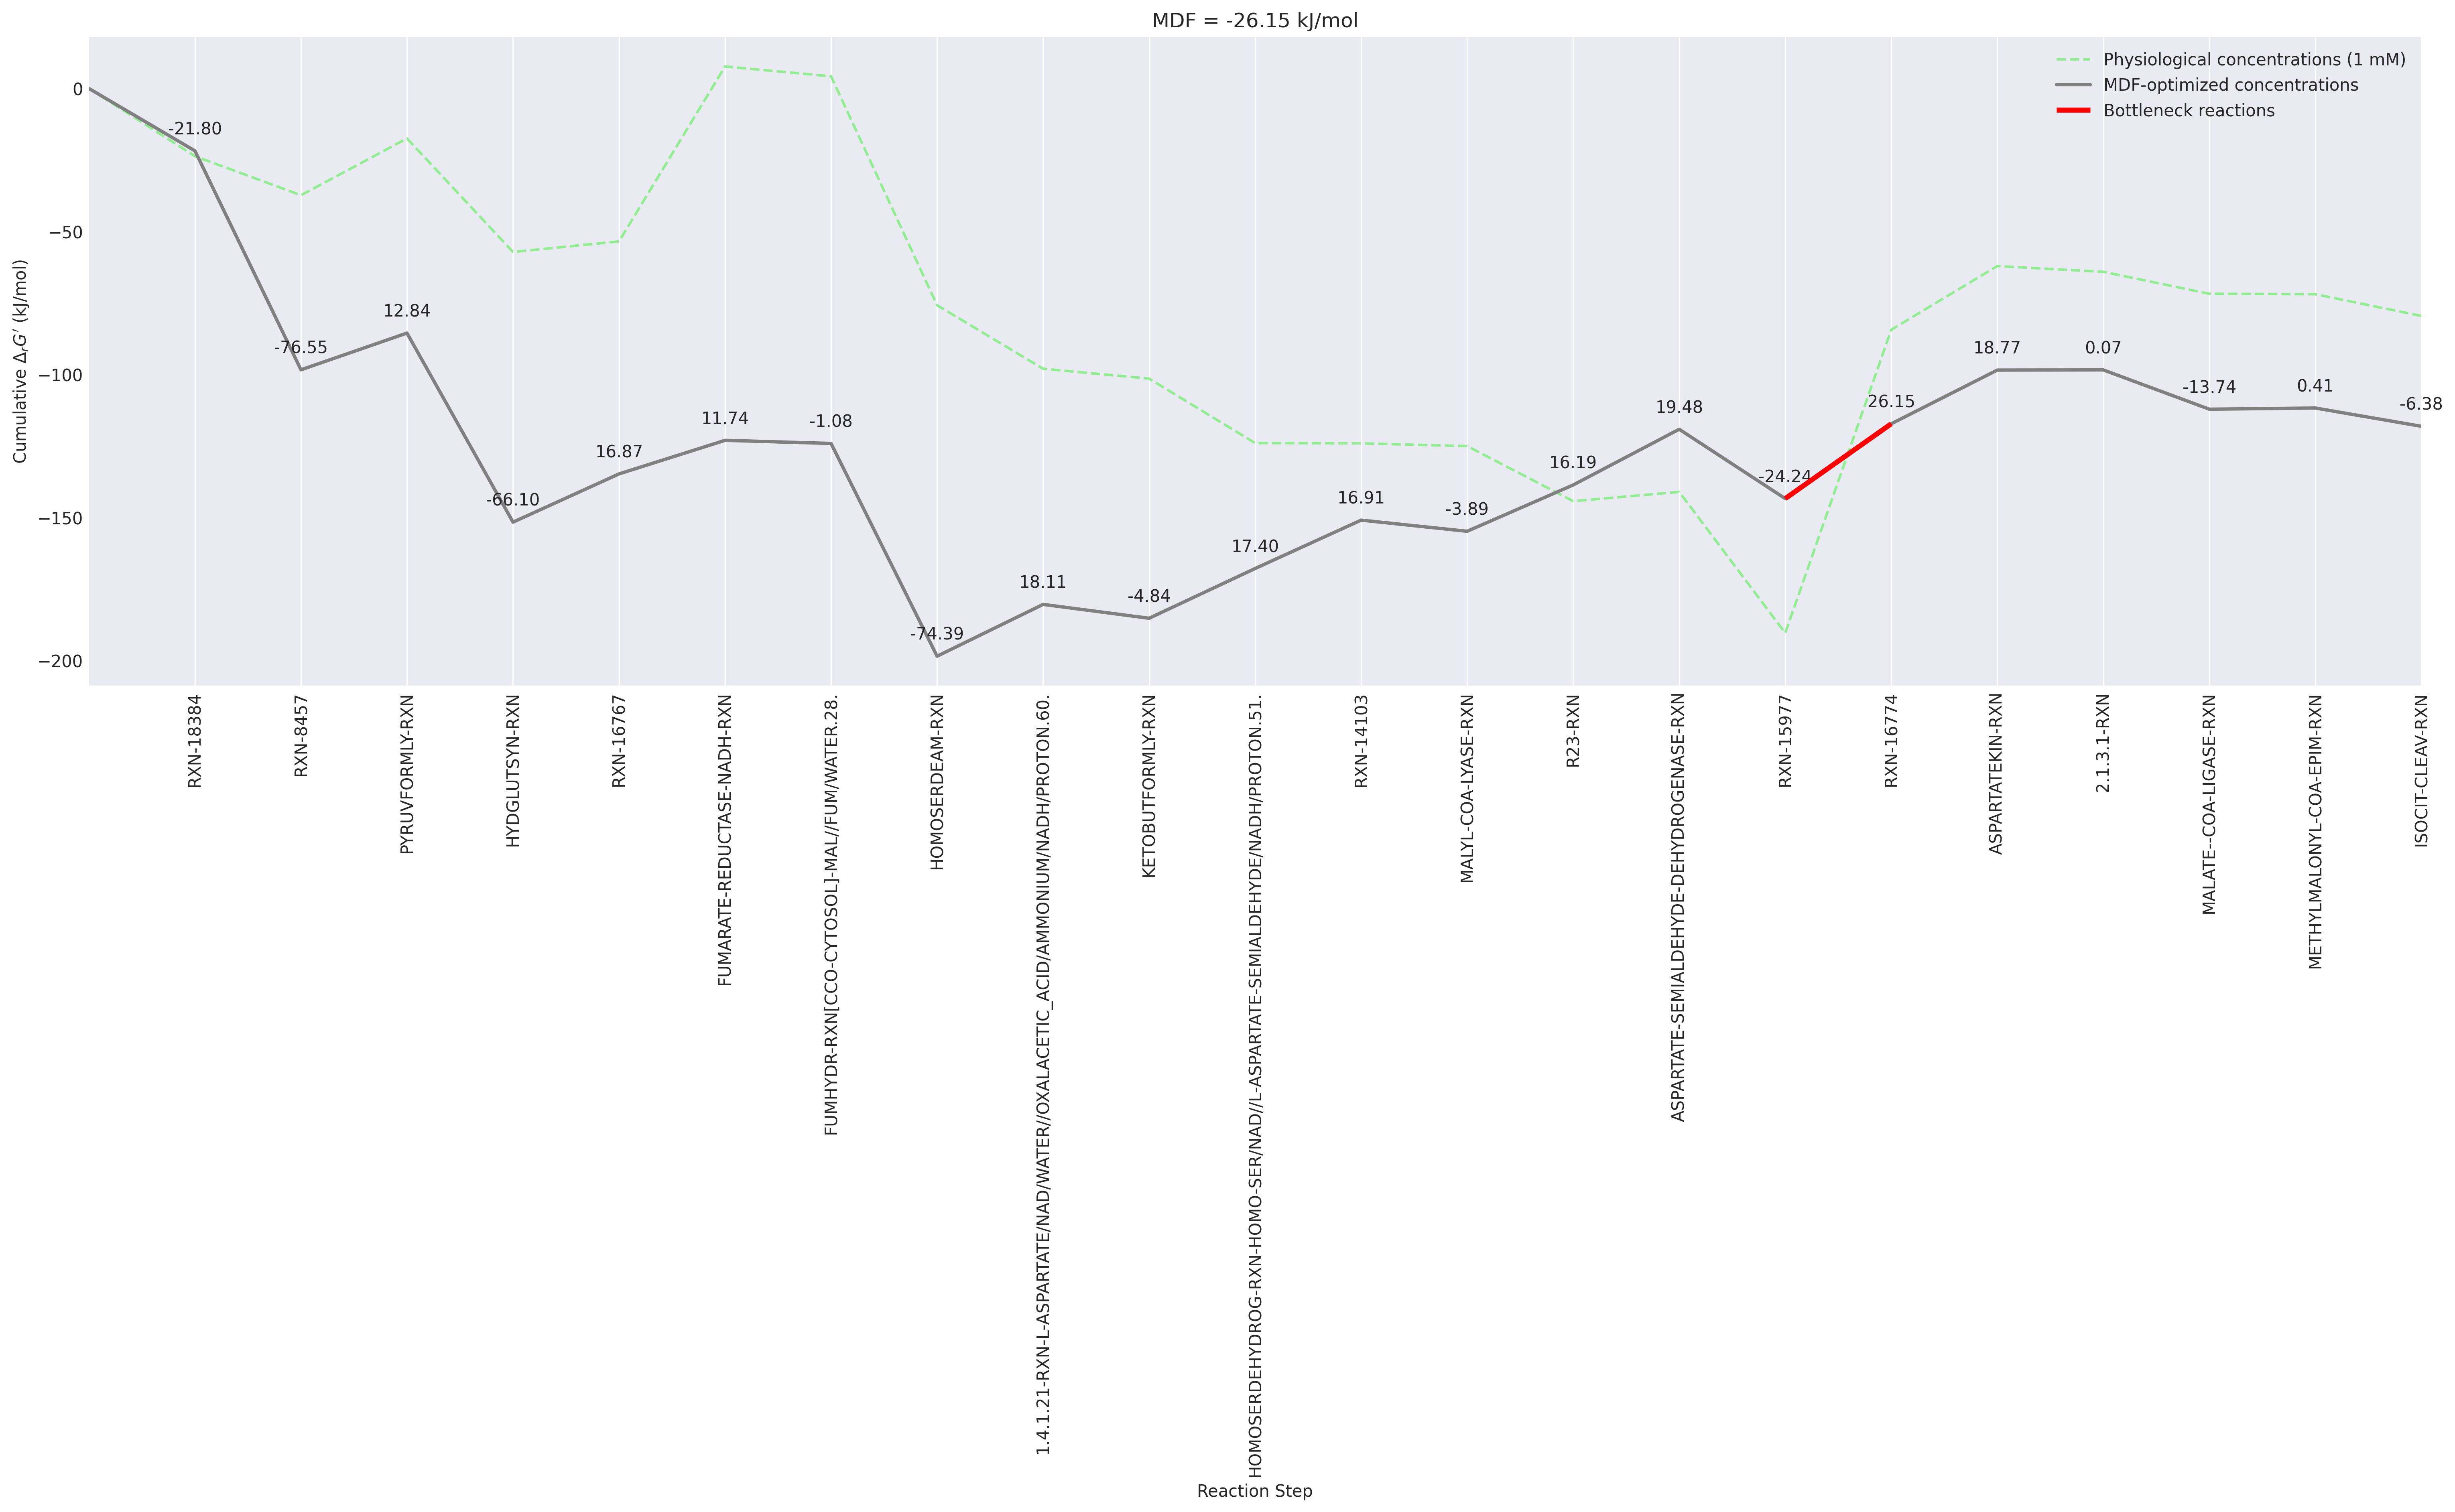 MDF = -26.15 kJ/mol
Physiological concentrations (1 mM)
MDF-optimized concentrations
Bottleneck reactions
Cumulative ΔrG′ (kJ/mol)
0
−50
−100
−150
−200
-21.80
-76.55
12.84
-66.10
16.87
11.74
-1.08
-74.39
18.11
-4.84
17.40
16.91
-3.89
16.19
19.48
-24.24
26.15
18.77
0.07
-13.74
0.41
-6.38
RXN-18384
RXN-8457
PYRUVFORMLY-RXN
HYDGLUTSYN-RXN
RXN-16767
FUMARATE-REDUCTASE-NADH-RXN
FUMHYDR-RXN[CCO-CYTOSOL]-MAL//FUM/WATER.28.
HOMOSERDEAM-RXN
1.4.1.21-RXN-L-ASPARTATE/NAD/WATER//OXALACETIC_ACID/AMMONIUM/NADH/PROTON.60.
KETOBUTFORMLY-RXN
HOMOSERDEHYDROG-RXN-HOMO-SER/NAD//L-ASPARTATE-SEMIALDEHYDE/NADH/PROTON.51.
RXN-14103
MALYL-COA-LYASE-RXN
R23-RXN
ASPARTATE-SEMIALDEHYDE-DEHYDROGENASE-RXN
RXN-15977
RXN-16774
ASPARTATEKIN-RXN
2.1.3.1-RXN
MALATE--COA-LIGASE-RXN
METHYLMALONYL-COA-EPIM-RXN
ISOCIT-CLEAV-RXN
Reaction Step